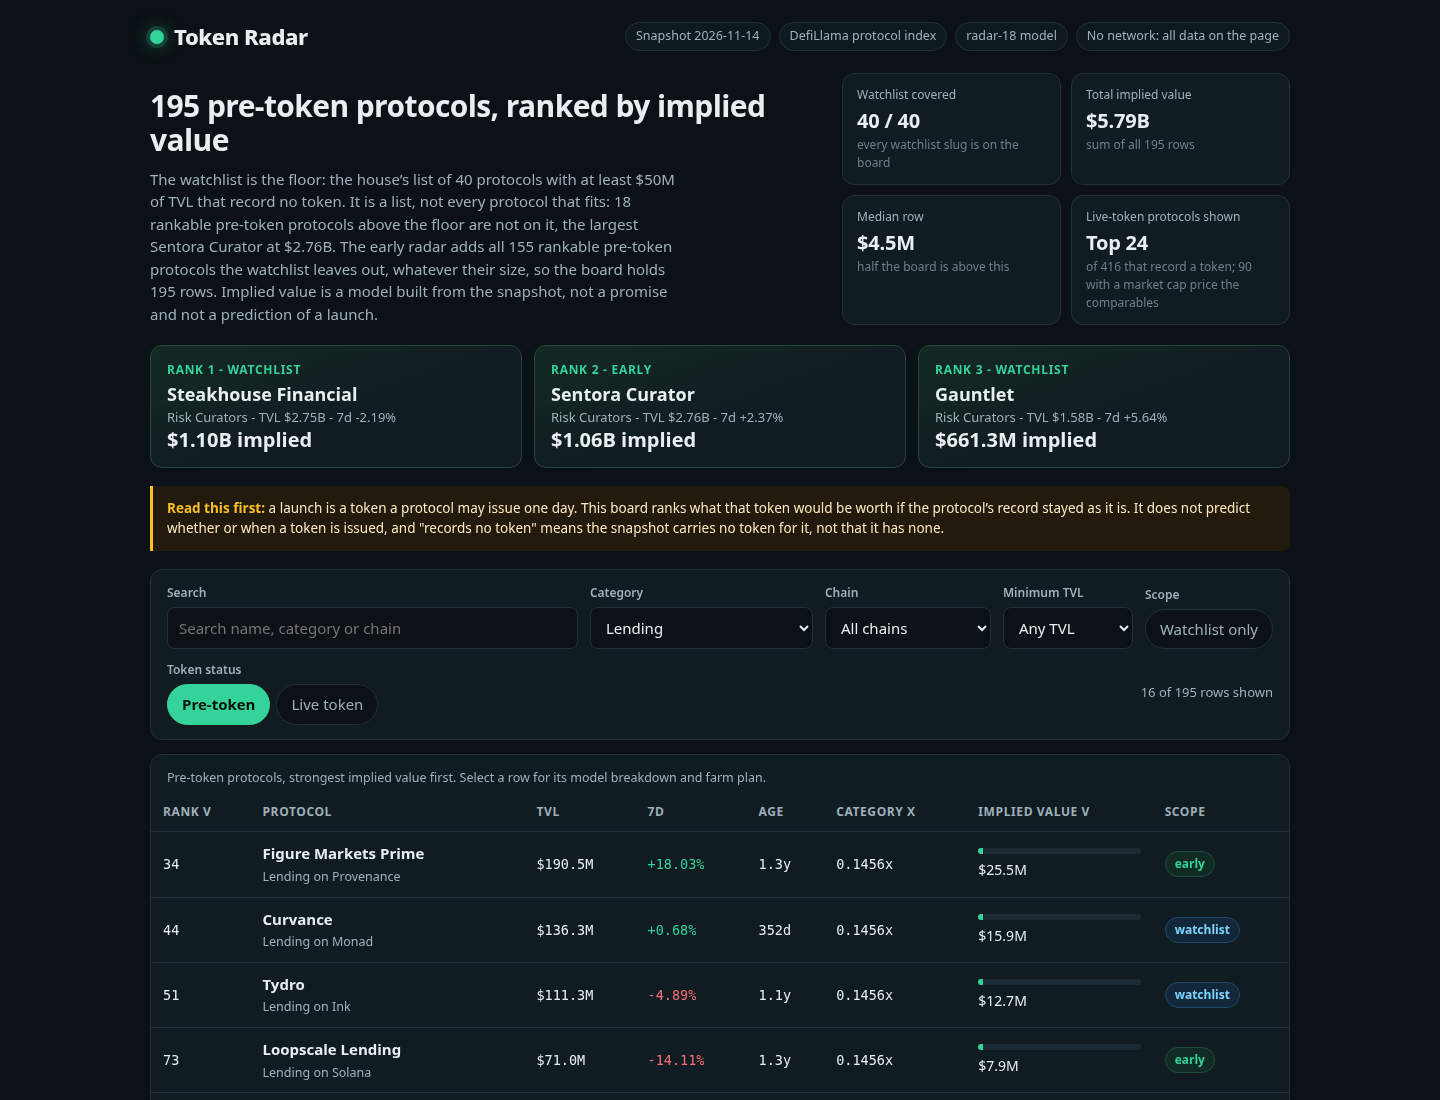 Token Radar
Snapshot 2026-11-14
DefiLlama protocol index
radar-18 model
No network: all data on the page
195 pre-token protocols, ranked by implied
value
The watchlist is the floor: the house's list of 40 protocols with at least $50M
of TVL that record no token. It is a list, not every protocol that fits: 18
rankable pre-token protocols above the floor are not on it, the largest
Sentora Curator at $2.76B. The early radar adds all 155 rankable pre-token
protocols the watchlist leaves out, whatever their size, so the board holds
195 rows. Implied value is a model built from the snapshot, not a promise
and not a prediction of a launch.
Watchlist covered
40 / 40
every watchlist slug is on the
board
Total implied value
$5.79B
sum of all 195 rows
Median row
$4.5M
half the board is above this
Live-token protocols shown
Top 24
of 416 that record a token; 90
with a market cap price the
comparables
RANK 1 - WATCHLIST
Steakhouse Financial
Risk Curators - TVL $2.75B - 7d -2.19%
$1.10B implied
RANK 2 - EARLY
Sentora Curator
Risk Curators - TVL $2.76B - 7d +2.37%
$1.06B implied
RANK 3 - WATCHLIST
Gauntlet
Risk Curators - TVL $1.58B - 7d +5.64%
$661.3M implied
Read this first: a launch is a token a protocol may issue one day. This board ranks what that token would be worth if the protocol's record stayed as it is. It does not predict
whether or when a token is issued, and "records no token" means the snapshot carries no token for it, not that it has none.
Search
Category
Chain
Minimum TVL
Scope
Search name, category or chain
Lending
All chains
Any TVL
Watchlist only
Token status
Pre-token
Live token
16 of 195 rows shown
Pre-token protocols, strongest implied value first. Select a row for its model breakdown and farm plan.
RANK V PROTOCOL TVL 7D AGE CATEGORY X IMPLIED VALUE V SCOPE
34 Figure Markets Prime $190.5M +18.03% 1.3y 0.1456x $25.5M early
Lending on Provenance
44 Curvance $136.3M +0.68% 352d 0.1456x $15.9M watchlist
Lending on Monad
51 Tydro $111.3M -4.89% 1.1y 0.1456x $12.7M watchlist
Lending on Ink
73 Loopscale Lending $71.0M -14.11% 1.3y 0.1456x $7.9M early
Lending on Solana